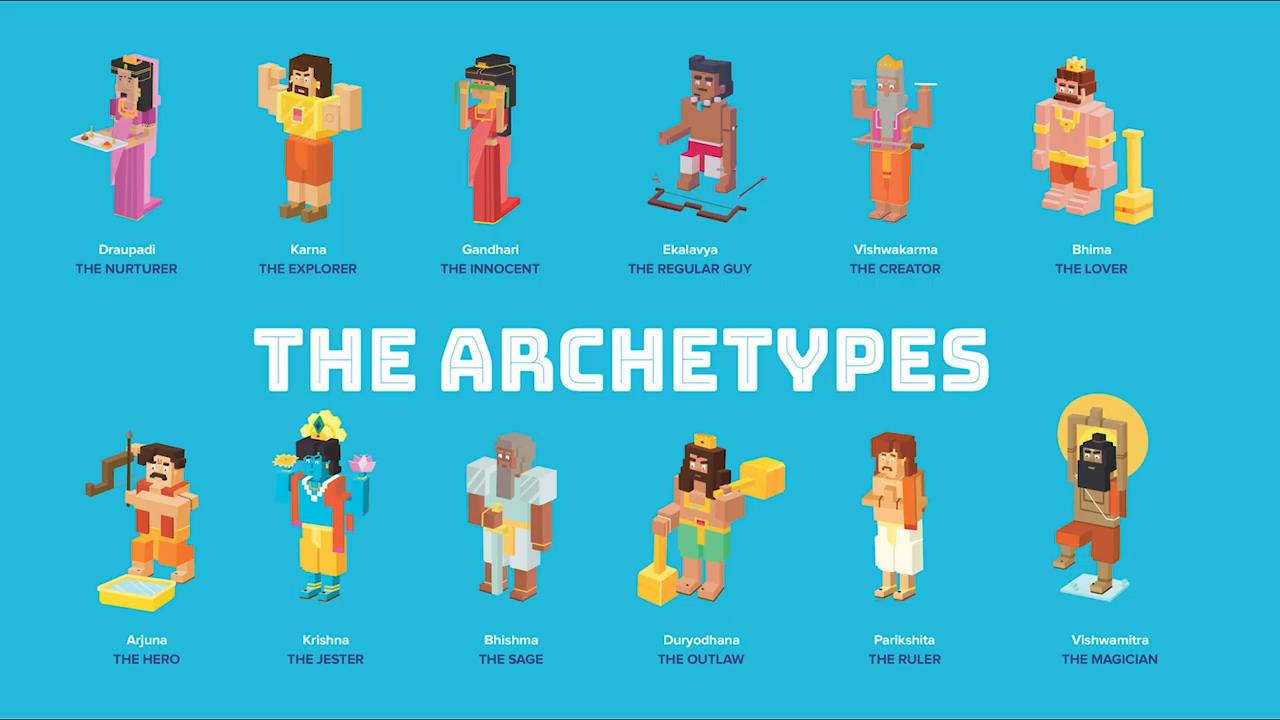 Draupadi
THE NURTURER
Karna
THE EXPLORER
Gandhari
THE INNOCENT
Ekalavya
THE REGULAR GUY
Vishwakarma
THE CREATOR
Bhima
THE LOVER
THE ARCHETYPES
Arjuna
THE HERO
Krishna
THE JESTER
Bhishma
THE SAGE
Duryodhana
THE OUTLAW
Parikshita
THE RULER
Vishwamitra
THE MAGICIAN